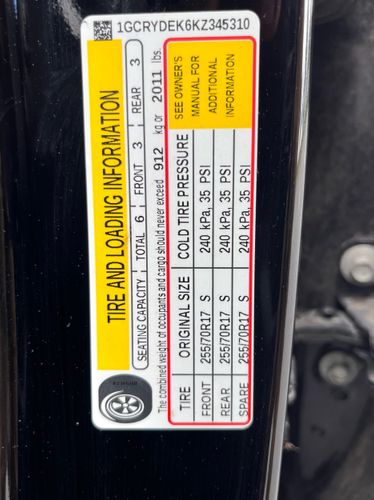 1GCRYDEK6KZ345310
TIRE AND LOADING INFORMATION
SEATING CAPACITY TOTAL 6 FRONT 3 REAR 3
The combined weight of occupants and cargo should never exceed 912 kg or 2011 lbs.
TIRE ORIGINAL SIZE COLD TIRE PRESSURE
FRONT 255/70R17 S 240 kPa, 35 PSI
REAR 255/70R17 S 240 kPa, 35 PSI
SPARE 255/70R17 S 240 kPa, 35 PSI
SEE OWNER'S
MANUAL FOR
ADDITIONAL
INFORMATION